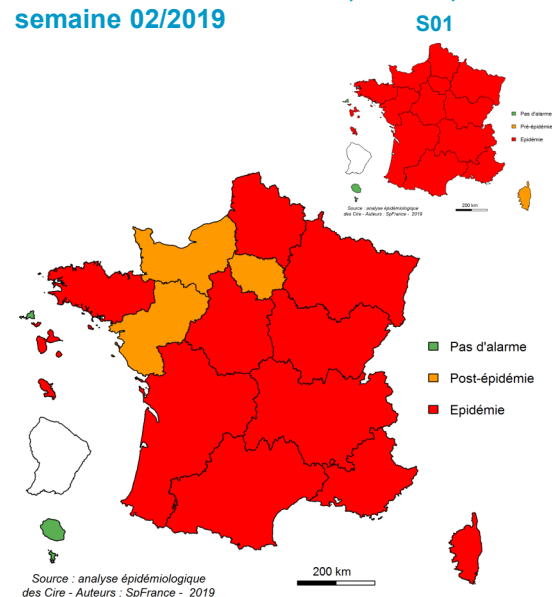 semaine 02/2019
S01
Pas d'alarme
Pré-épidémie
Epidémie
200 km
Source : analyse épidémiologique
des Cire - Auteurs : SpFrance - 2019
Pas d'alarme
Post-épidémie
Epidémie
200 km
Source : analyse épidémiologique
des Cire - Auteurs : SpFrance - 2019